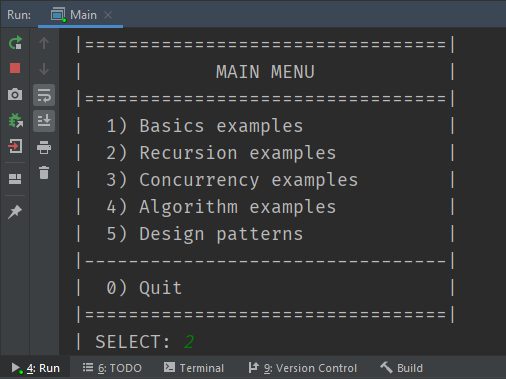 Run: Main
|=================================|
|            MAIN MENU            |
|=================================|
|  1) Basics examples             |
|  2) Recursion examples          |
|  3) Concurrency examples        |
|  4) Algorithm examples          |
|  5) Design patterns             |
|---------------------------------|
|  0) Quit                        |
|=================================|
| SELECT: 2
4: Run 6: TODO Terminal 9: Version Control Build